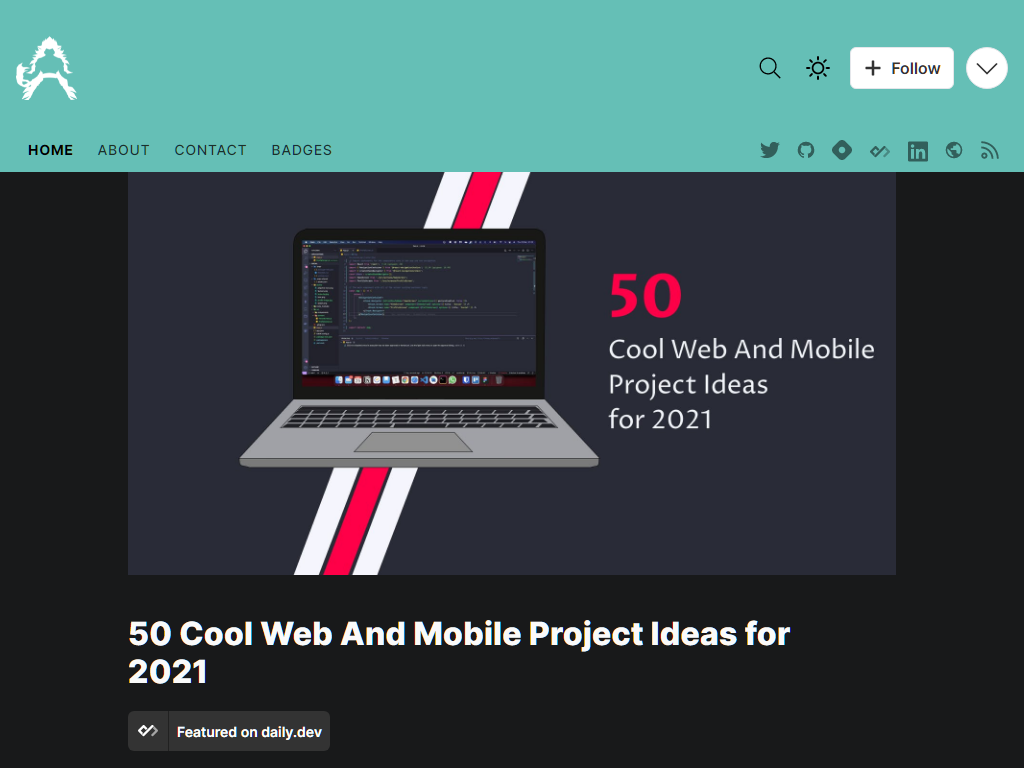 Follow
HOME ABOUT CONTACT BADGES
50
Cool Web And Mobile
Project Ideas
for 2021
50 Cool Web And Mobile Project Ideas for
2021
Featured on daily.dev